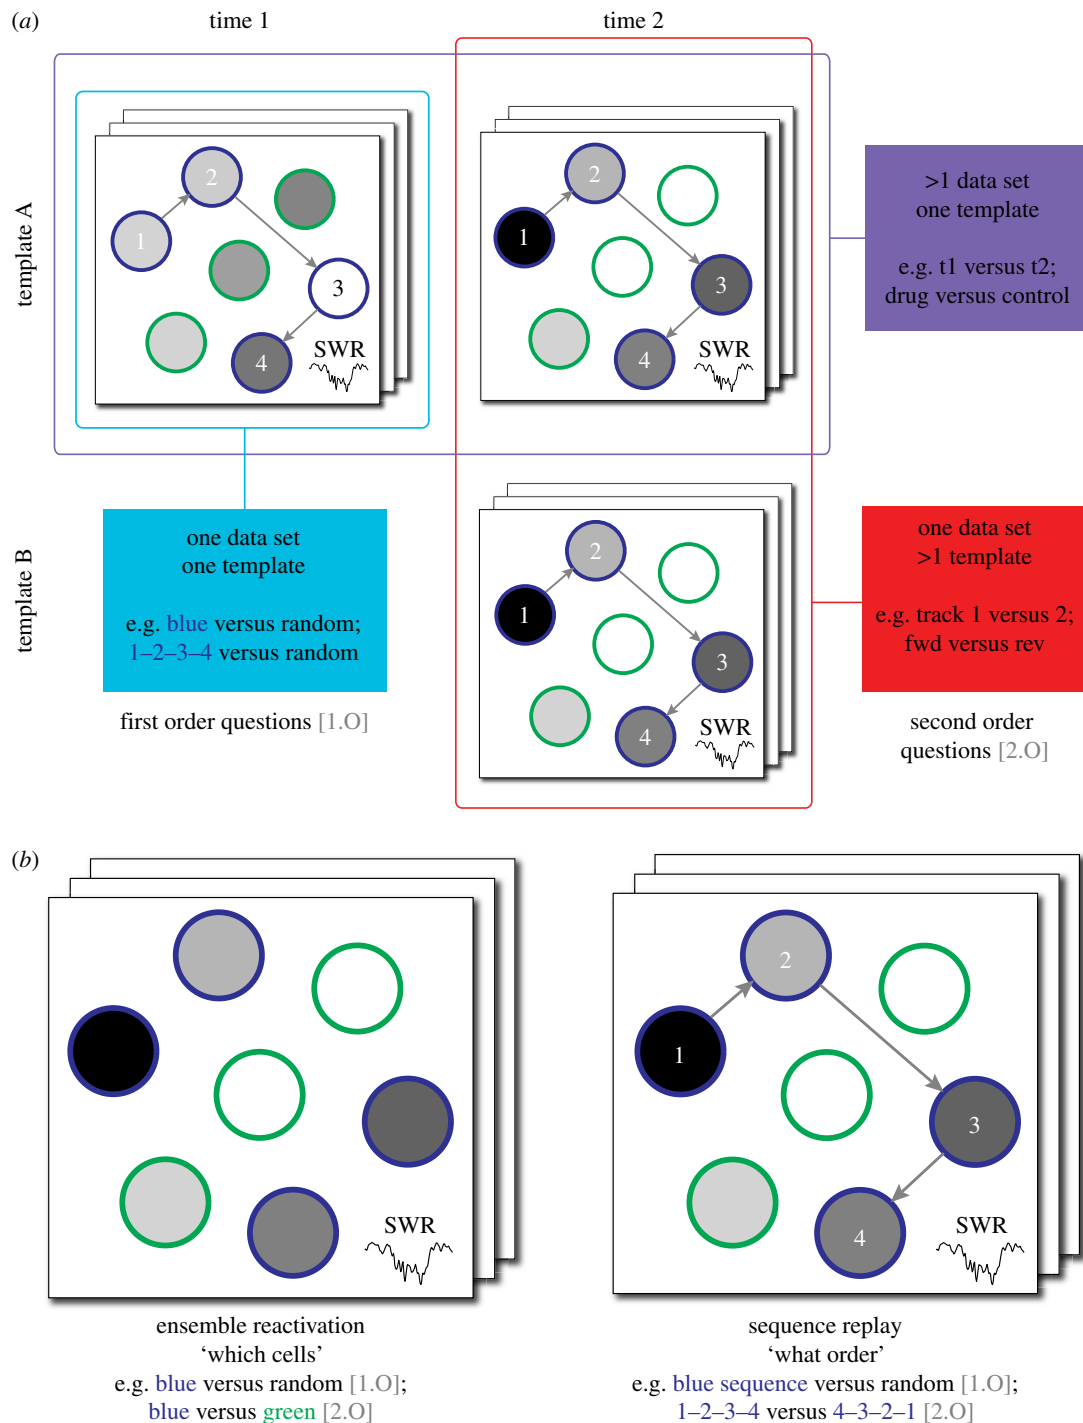 (a)
time 1
time 2
template A
2
1
3
4
SWR
2
1
3
4
SWR
>1 data set
one template
e.g. t1 versus t2;
drug versus control
template B
one data set
one template
e.g. blue versus random;
1–2–3–4 versus random
first order questions [1.O]
2
1
3
4
SWR
one data set
>1 template
e.g. track 1 versus 2;
fwd versus rev
second order
questions [2.O]
(b)
SWR
ensemble reactivation
‘which cells’
e.g. blue versus random [1.O];
blue versus green [2.O]
2
1
3
4
SWR
sequence replay
‘what order’
e.g. blue sequence versus random [1.O];
1–2–3–4 versus 4–3–2–1 [2.O]